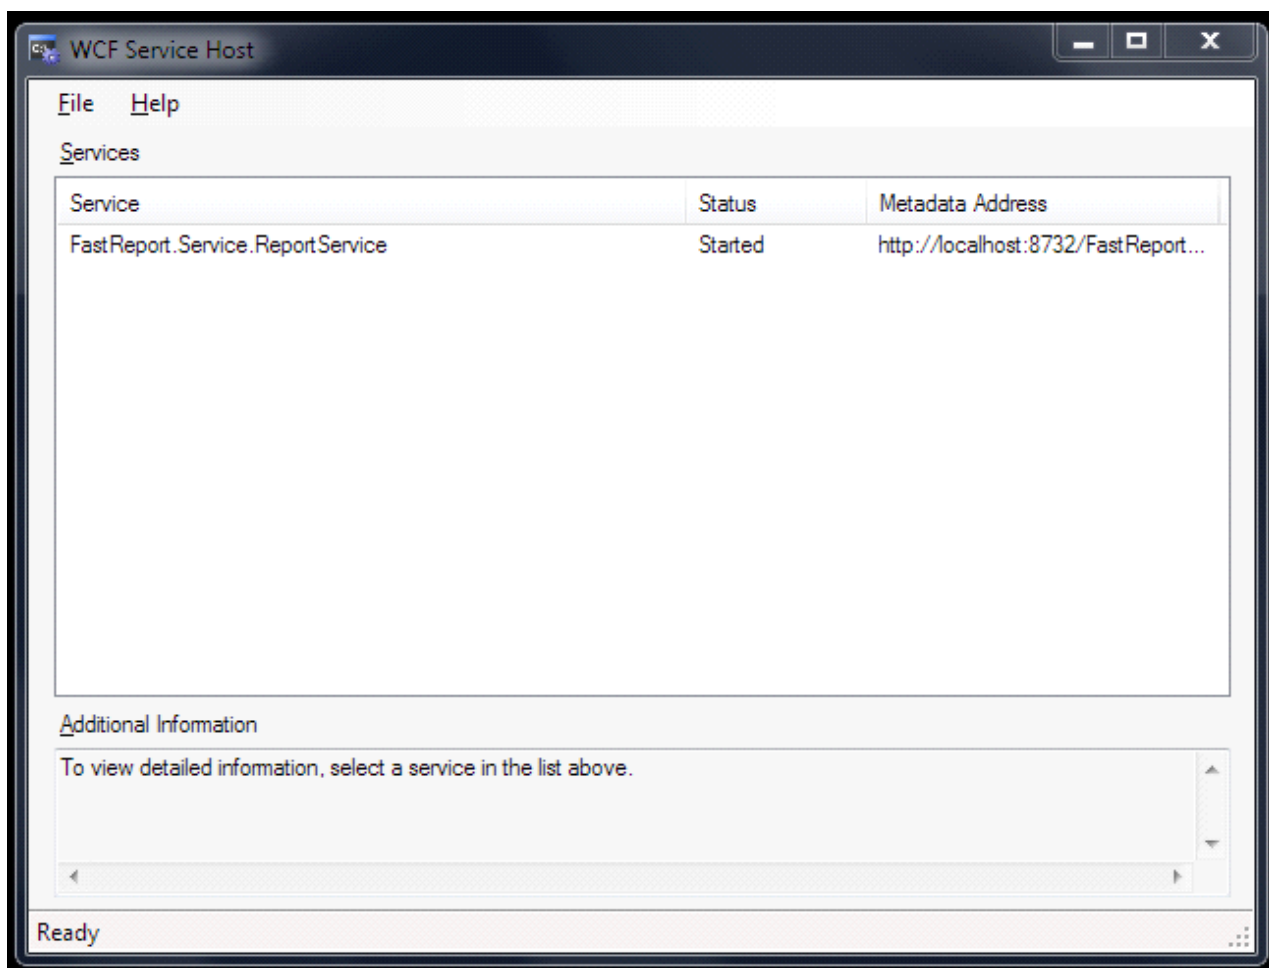 WCF Service Host
File Help
Services
Service Status Metadata Address
FastReport.Service.ReportService Started http://localhost:8732/FastReport...
Additional Information
To view detailed information, select a service in the list above.
Ready